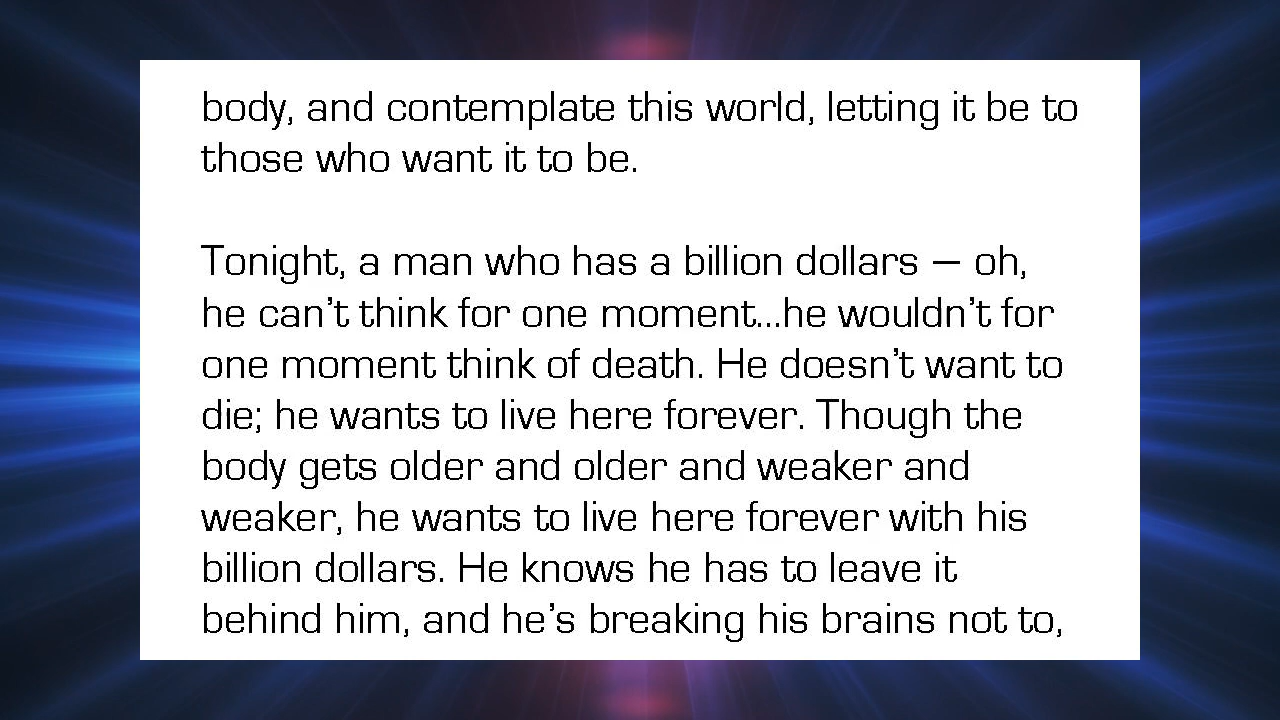 body, and contemplate this world, letting it be to
those who want it to be.
Tonight, a man who has a billion dollars — oh,
he can’t think for one moment...he wouldn’t for
one moment think of death. He doesn’t want to
die; he wants to live here forever. Though the
body gets older and older and weaker and
weaker, he wants to live here forever with his
billion dollars. He knows he has to leave it
behind him, and he’s breaking his brains not to,